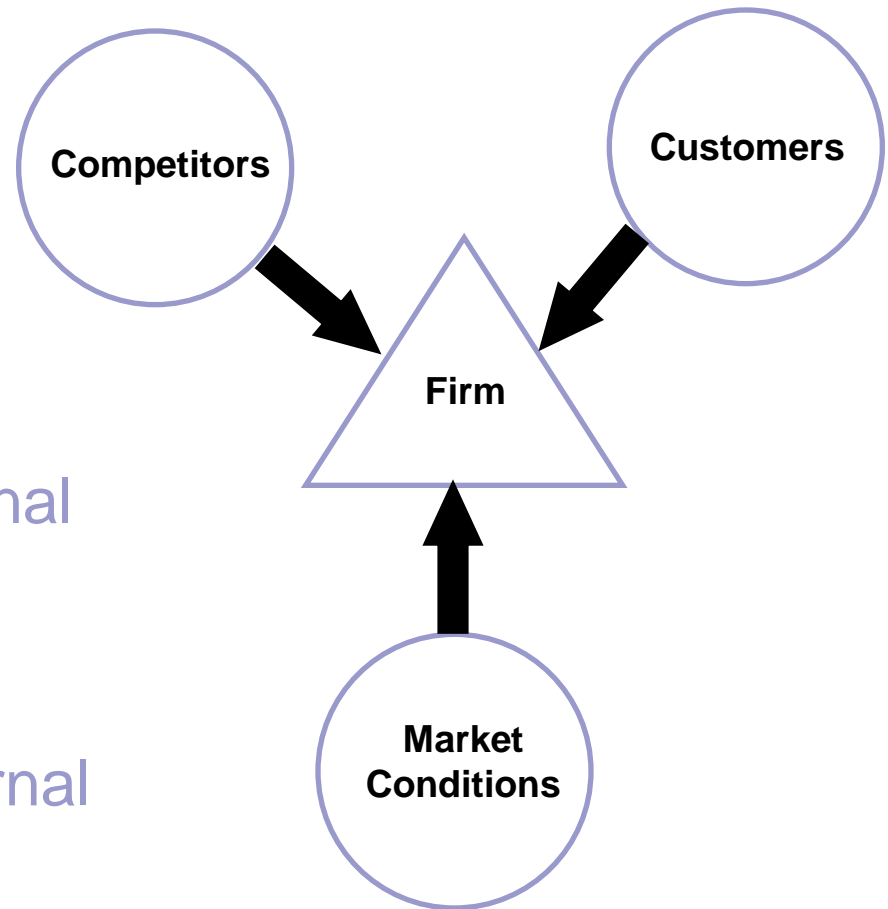 Competitors
Customers
Firm
nal
rnal
Market
Conditions